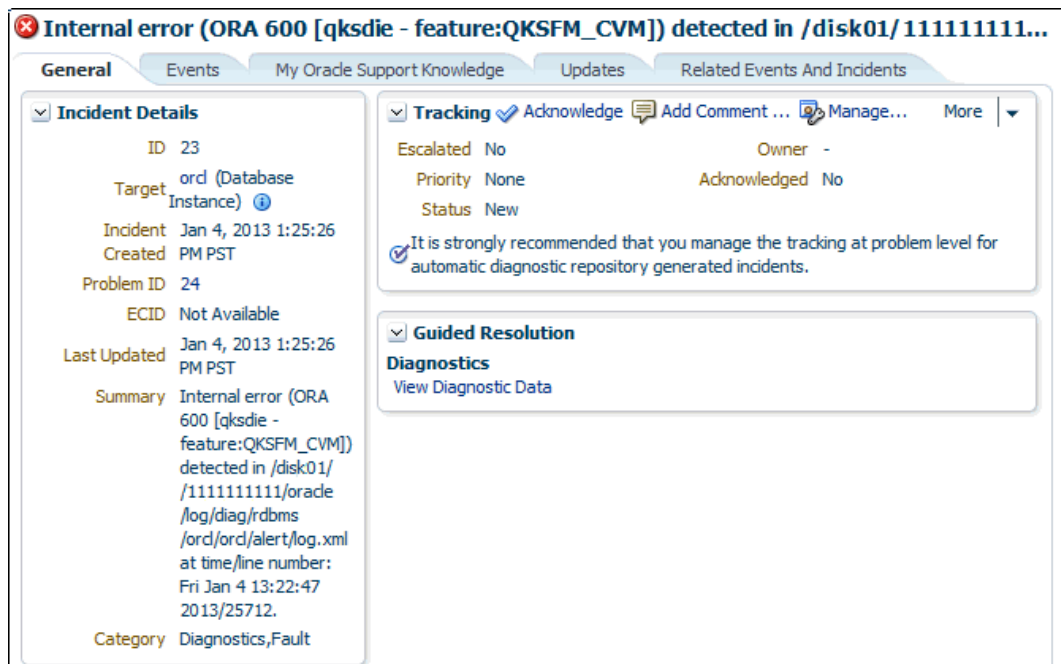 Internal error (ORA 600 [qksdie - feature:QKSFM_CVM]) detected in /disk01/111111111...
General Events My Oracle Support Knowledge Updates Related Events And Incidents
Incident Details
ID 23
Target orcl (Database
Instance)
Incident Jan 4, 2013 1:25:26
Created PM PST
Problem ID 24
ECID Not Available
Last Updated Jan 4, 2013 1:25:26
PM PST
Summary Internal error (ORA
600 [qksdie -
feature:QKSFM_CVM])
detected in /disk01/
/1111111111/oracle
/log/diag/rdbms
/orcl/orcl/alert/log.xml
at time/line number:
Fri Jan 4 13:22:47
2013/25712.
Category Diagnostics,Fault
Tracking Acknowledge Add Comment ... Manage... More
Escalated No Owner -
Priority None Acknowledged No
Status New
It is strongly recommended that you manage the tracking at problem level for
automatic diagnostic repository generated incidents.
Guided Resolution
Diagnostics
View Diagnostic Data